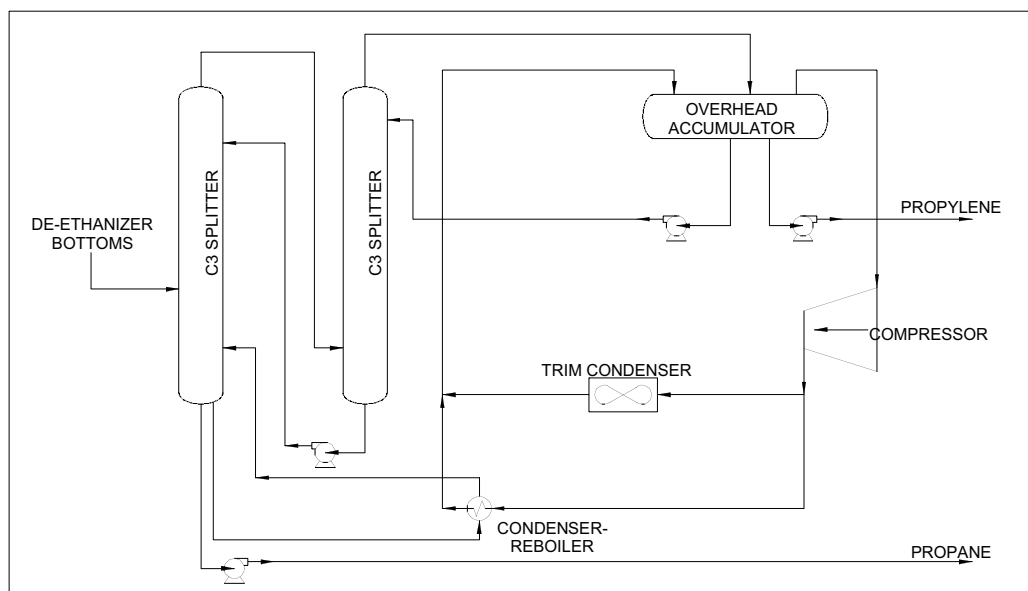 OVERHEAD
ACCUMULATOR
C3 SPLITTER
C3 SPLITTER
DE-ETHANIZER
BOTTOMS
PROPYLENE
COMPRESSOR
TRIM CONDENSER
CONDENSER-
REBOILER
PROPANE